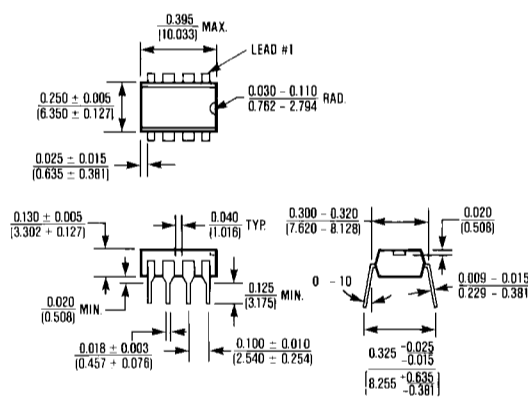 0.395
(10.033) MAX.
LEAD #1
0.250 ± 0.005
(6.350 ± 0.127)
0.030 – 0.110
0.762 – 2.794 RAD.
0.025 ± 0.015
(0.635 ± 0.381)
0.130 ± 0.005
(3.302 + 0.127)
0.040
(1.016) TYP.
0.300 – 0.320
(7.620 – 8.128)
0.020
(0.508)
0.020
(0.508) MIN.
0.125
(3.175) MIN.
0 –10
0.009 – 0.015
0.229 – 0.381
0.018 ± 0.003
(0.457 + 0.076)
0.100 ± 0.010
(2.540 ± 0.254)
0.325 -0.025
-0.015
(8.255 +0.635
-0.381)